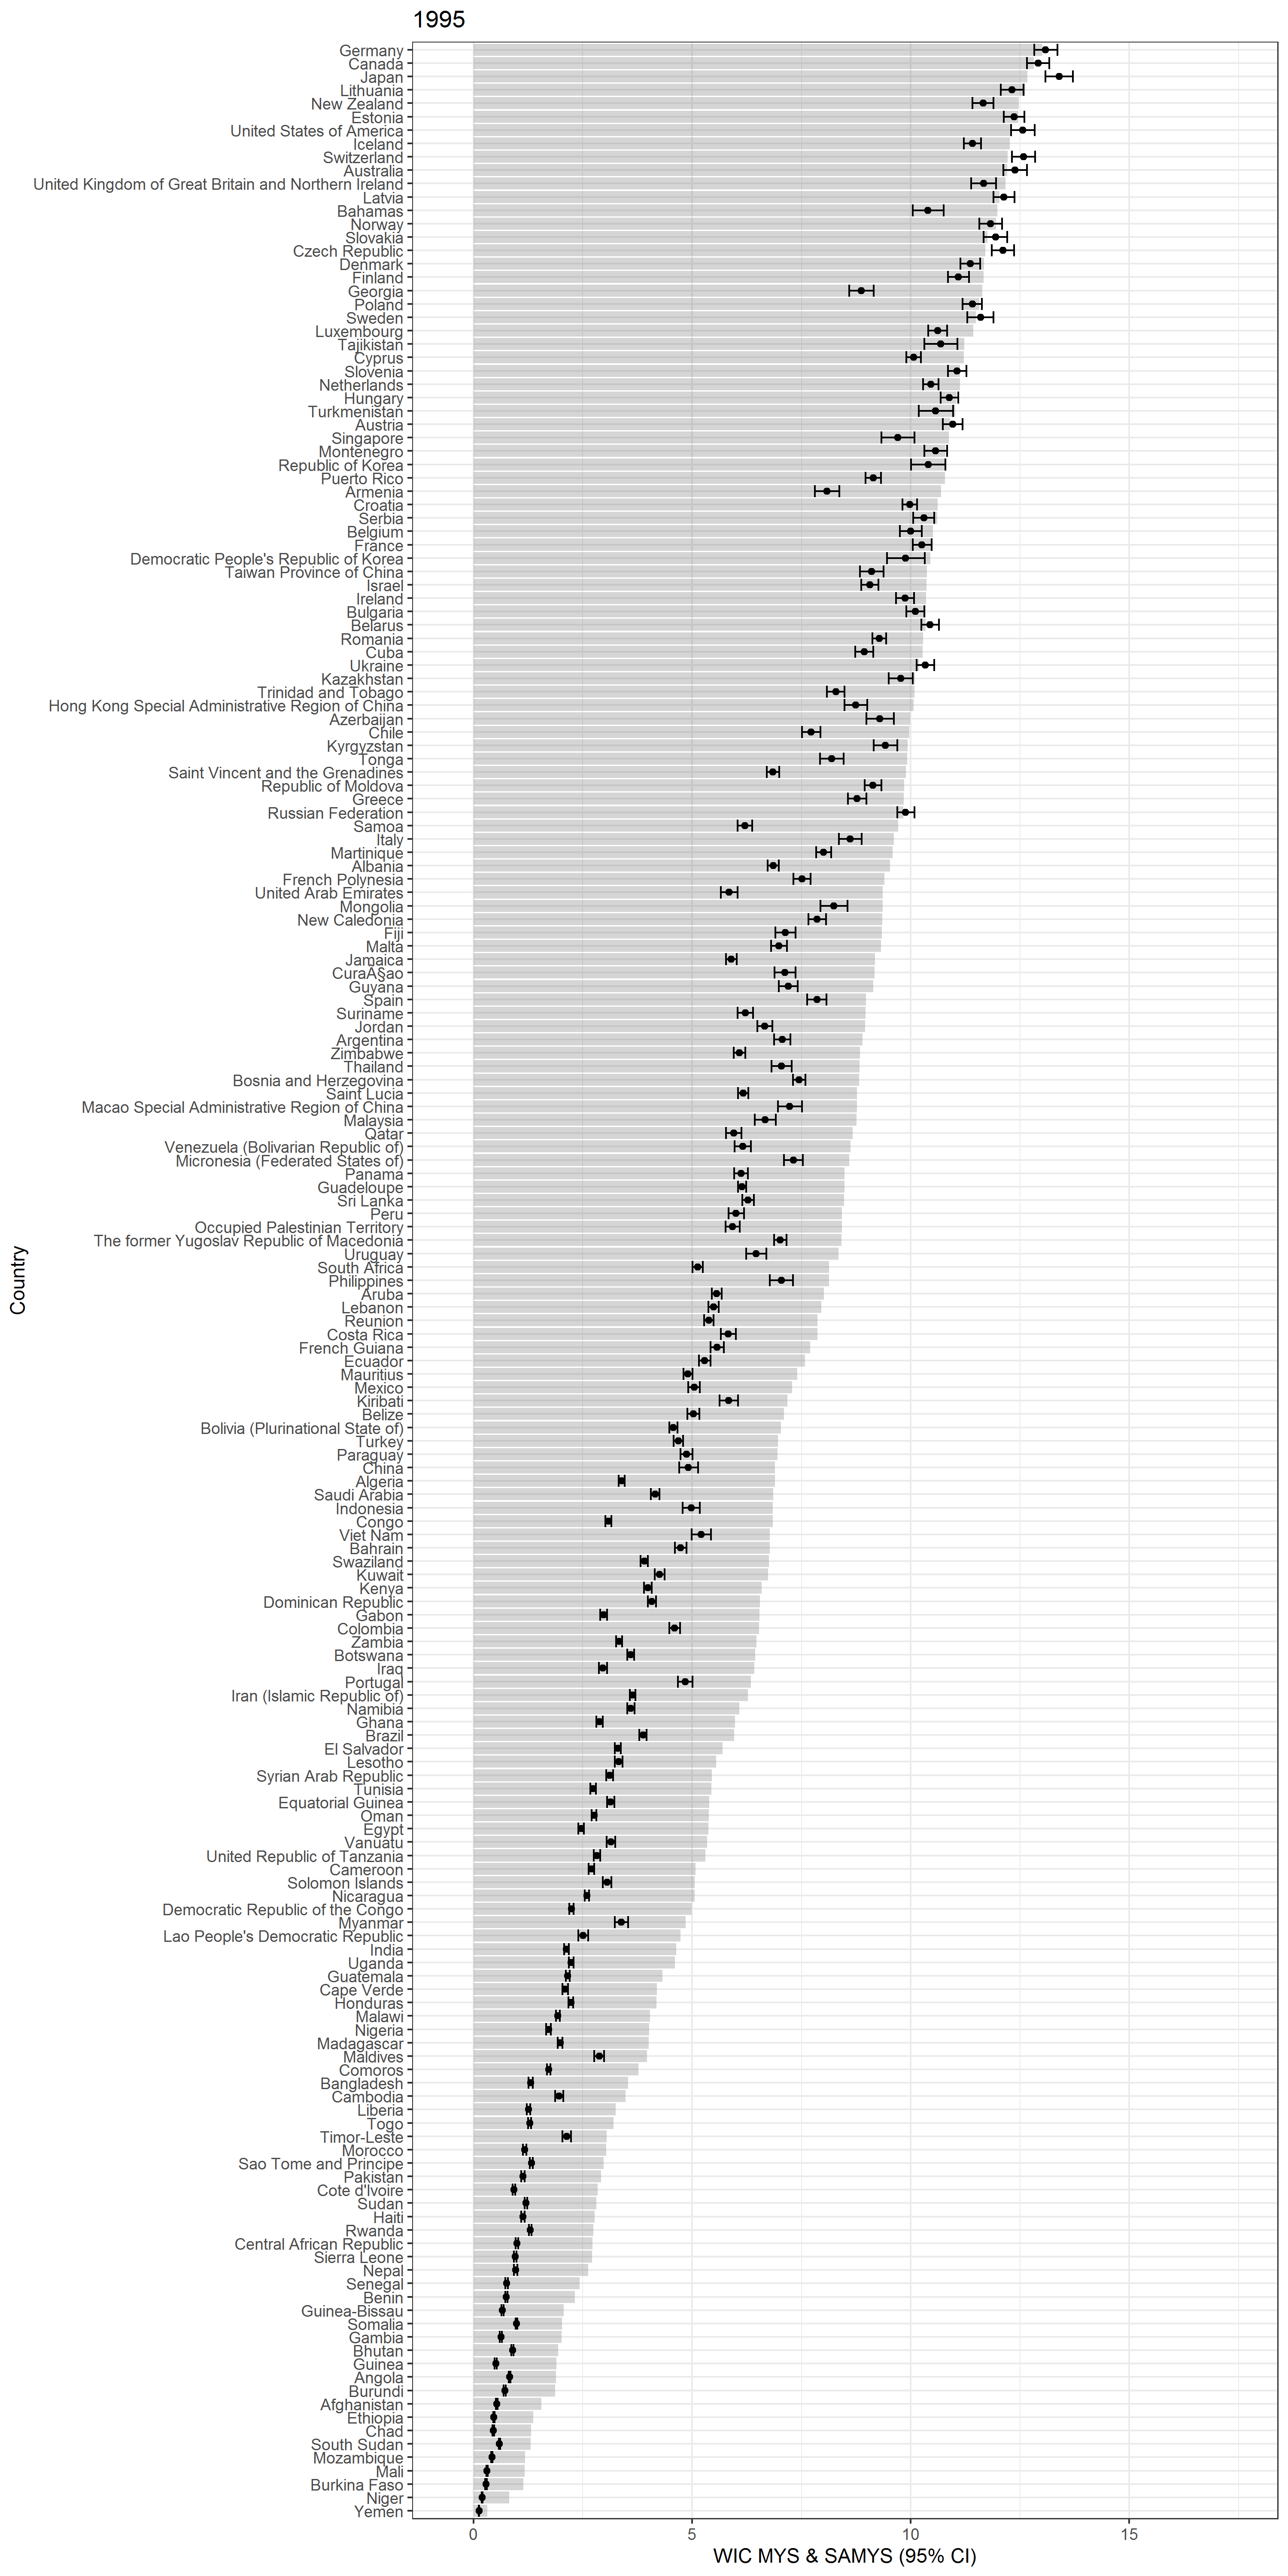 1995
Germany
Canada
Japan
Lithuania
New Zealand
Estonia
United States of America
Iceland
Switzerland
Australia
United Kingdom of Great Britain and Northern Ireland
Latvia
Bahamas
Norway
Slovakia
Czech Republic
Denmark
Finland
Georgia
Poland
Sweden
Luxembourg
Tajikistan
Cyprus
Slovenia
Netherlands
Hungary
Turkmenistan
Austria
Singapore
Montenegro
Republic of Korea
Puerto Rico
Armenia
Croatia
Serbia
Belgium
France
Democratic People's Republic of Korea
Taiwan Province of China
Israel
Ireland
Bulgaria
Belarus
Romania
Cuba
Ukraine
Kazakhstan
Trinidad and Tobago
Hong Kong Special Administrative Region of China
Azerbaijan
Chile
Kyrgyzstan
Tonga
Saint Vincent and the Grenadines
Republic of Moldova
Greece
Russian Federation
Samoa
Italy
Martinique
Albania
French Polynesia
United Arab Emirates
Mongolia
New Caledonia
Fiji
Malta
Jamaica
CuraÃ§ao
Guyana
Spain
Suriname
Jordan
Argentina
Zimbabwe
Thailand
Bosnia and Herzegovina
Saint Lucia
Macao Special Administrative Region of China
Malaysia
Qatar
Venezuela (Bolivarian Republic of)
Micronesia (Federated States of)
Panama
Guadeloupe
Sri Lanka
Peru
Occupied Palestinian Territory
The former Yugoslav Republic of Macedonia
Uruguay
South Africa
Philippines
Aruba
Lebanon
Reunion
Costa Rica
French Guiana
Ecuador
Mauritius
Mexico
Kiribati
Belize
Bolivia (Plurinational State of)
Turkey
Paraguay
China
Algeria
Saudi Arabia
Indonesia
Congo
Viet Nam
Bahrain
Swaziland
Kuwait
Kenya
Dominican Republic
Gabon
Colombia
Zambia
Botswana
Iraq
Portugal
Iran (Islamic Republic of)
Namibia
Ghana
Brazil
El Salvador
Lesotho
Syrian Arab Republic
Tunisia
Equatorial Guinea
Oman
Egypt
Vanuatu
United Republic of Tanzania
Cameroon
Solomon Islands
Nicaragua
Democratic Republic of the Congo
Myanmar
Lao People's Democratic Republic
India
Uganda
Guatemala
Cape Verde
Honduras
Malawi
Nigeria
Madagascar
Maldives
Comoros
Bangladesh
Cambodia
Liberia
Togo
Timor-Leste
Morocco
Sao Tome and Principe
Pakistan
Cote d'Ivoire
Sudan
Haiti
Rwanda
Central African Republic
Sierra Leone
Nepal
Senegal
Benin
Guinea-Bissau
Somalia
Gambia
Bhutan
Guinea
Angola
Burundi
Afghanistan
Ethiopia
Chad
South Sudan
Mozambique
Mali
Burkina Faso
Niger
Yemen
Country
0 5 10 15
WIC MYS & SAMYS (95% CI)